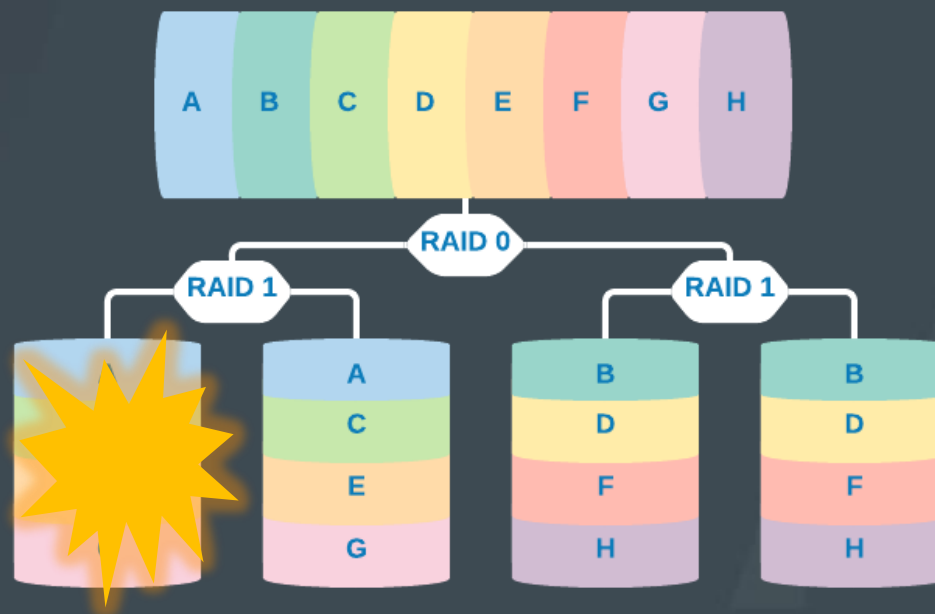 A B C D E F G H
RAID 0
RAID 1 RAID 1
A B B
C D D
E F F
G H H